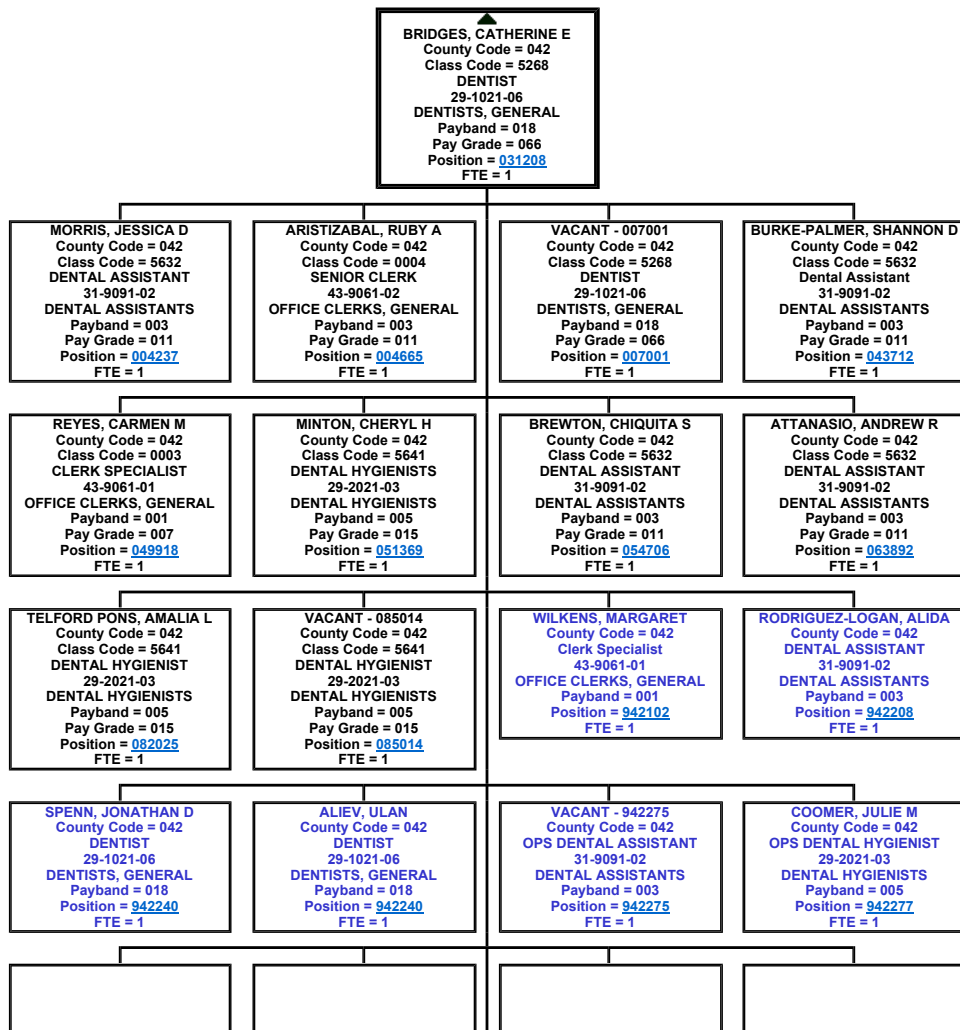 BRIDGES, CATHERINE E
County Code = 042
Class Code = 5268
DENTIST
29-1021-06
DENTISTS, GENERAL
Payband = 018
Pay Grade = 066
Position = 031208
FTE = 1
MORRIS, JESSICA D
County Code = 042
Class Code = 5632
DENTAL ASSISTANT
31-9091-02
DENTAL ASSISTANTS
Payband = 003
Pay Grade = 011
Position = 004237
FTE = 1
ARISTIZABAL, RUBY A
County Code = 042
Class Code = 0004
SENIOR CLERK
43-9061-02
OFFICE CLERKS, GENERAL
Payband = 003
Pay Grade = 011
Position = 004665
FTE = 1
VACANT - 007001
County Code = 042
Class Code = 5268
DENTIST
29-1021-06
DENTISTS, GENERAL
Payband = 018
Pay Grade = 066
Position = 007001
FTE = 1
BURKE-PALMER, SHANNON D
County Code = 042
Class Code = 5632
Dental Assistant
31-9091-02
DENTAL ASSISTANTS
Payband = 003
Pay Grade = 011
Position = 043712
FTE = 1
REYES, CARMEN M
County Code = 042
Class Code = 0003
CLERK SPECIALIST
43-9061-01
OFFICE CLERKS, GENERAL
Payband = 001
Pay Grade = 007
Position = 049918
FTE = 1
MINTON, CHERYL H
County Code = 042
Class Code = 5641
DENTAL HYGIENISTS
29-2021-03
DENTAL HYGIENISTS
Payband = 005
Pay Grade = 015
Position = 051369
FTE = 1
BREWTON, CHIQUITA S
County Code = 042
Class Code = 5632
DENTAL ASSISTANT
31-9091-02
DENTAL ASSISTANTS
Payband = 003
Pay Grade = 011
Position = 054706
FTE = 1
ATTANASIO, ANDREW R
County Code = 042
Class Code = 5632
DENTAL ASSISTANT
31-9091-02
DENTAL ASSISTANTS
Payband = 003
Pay Grade = 011
Position = 063892
FTE = 1
TELFORD PONS, AMALIA L
County Code = 042
Class Code = 5641
DENTAL HYGIENIST
29-2021-03
DENTAL HYGIENISTS
Payband = 005
Pay Grade = 015
Position = 082025
FTE = 1
VACANT - 085014
County Code = 042
Class Code = 5641
DENTAL HYGIENIST
29-2021-03
DENTAL HYGIENISTS
Payband = 005
Pay Grade = 015
Position = 085014
FTE = 1
WILKENS, MARGARET
County Code = 042
Clerk Specialist
43-9061-01
OFFICE CLERKS, GENERAL
Payband = 001
Position = 942102
FTE = 1
RODRIGUEZ-LOGAN, ALIDA
County Code = 042
DENTAL ASSISTANT
31-9091-02
DENTAL ASSISTANTS
Payband = 003
Position = 942208
FTE = 1
SPENN, JONATHAN D
County Code = 042
DENTIST
29-1021-06
DENTISTS, GENERAL
Payband = 018
Position = 942240
FTE = 1
ALIEV, ULAN
County Code = 042
DENTIST
29-1021-06
DENTISTS, GENERAL
Payband = 018
Position = 942240
FTE = 1
VACANT - 942275
County Code = 042
OPS DENTAL ASSISTANT
31-9091-02
DENTAL ASSISTANTS
Payband = 003
Position = 942275
FTE = 1
COOMER, JULIE M
County Code = 042
OPS DENTAL HYGIENIST
29-2021-03
DENTAL HYGIENISTS
Payband = 005
Position = 942277
FTE = 1